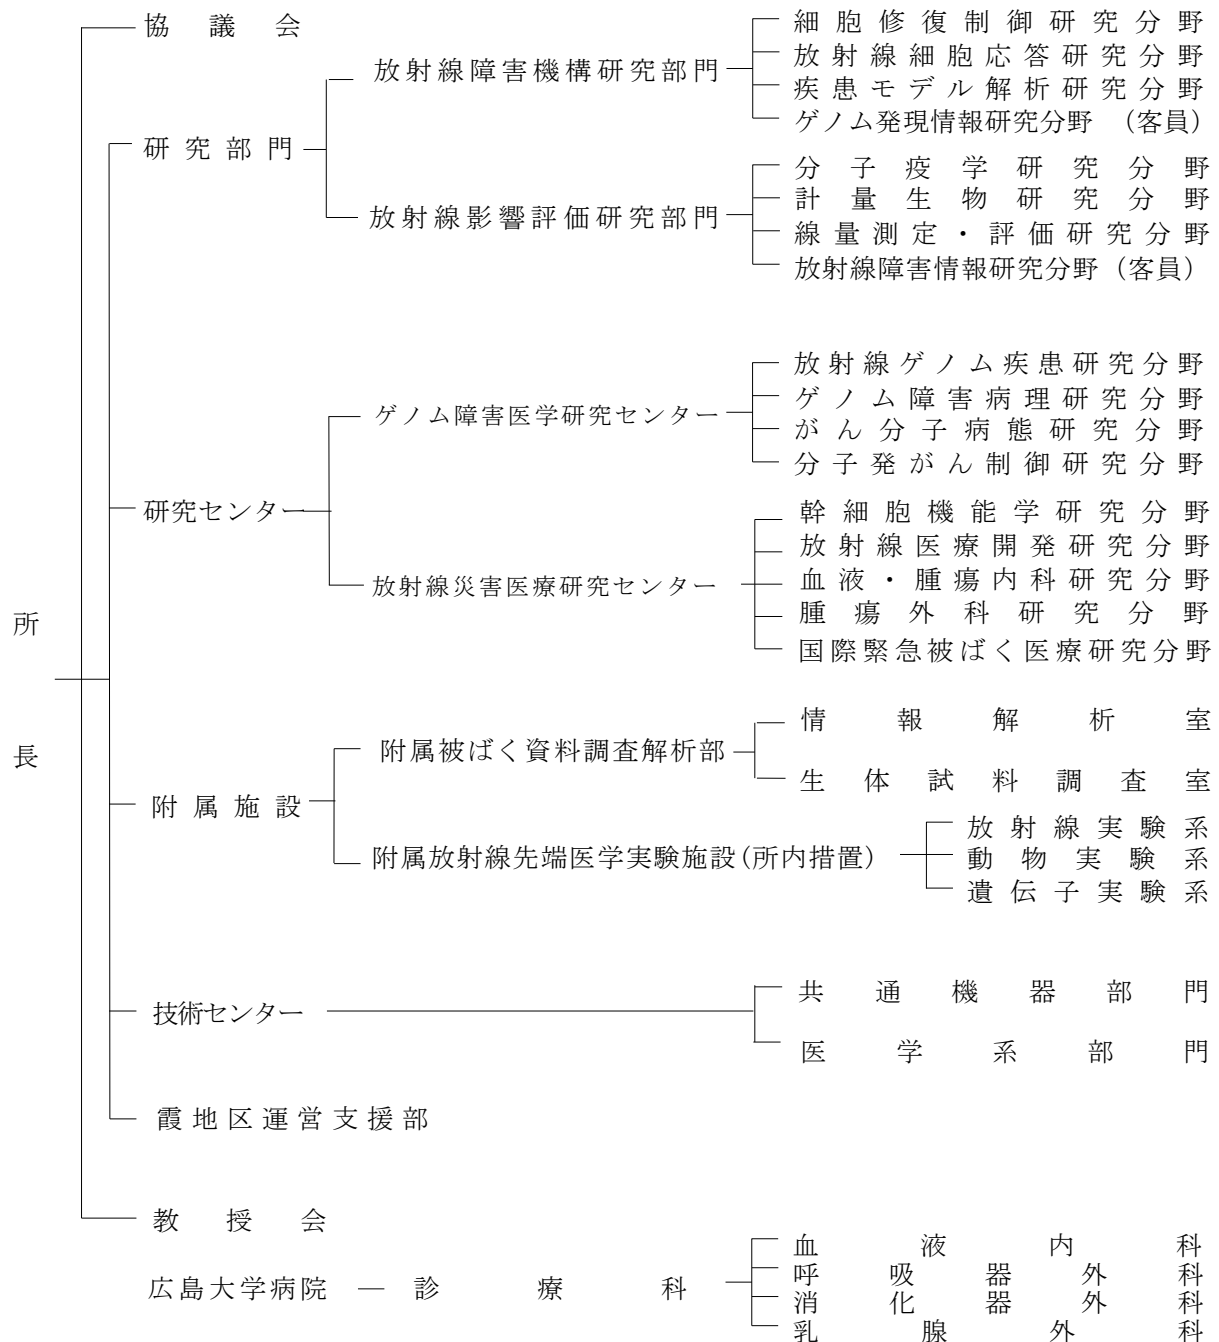 協議会
細胞修復制御研究分野
放射線細胞応答研究分野
放射線障害機構研究部門
疾患モデル解析研究分野
ゲノム発現情報研究分野 （客員）
研究部門
分子疫学研究分野
計量生物研究分野
放射線影響評価研究部門
線量測定・評価研究分野
放射線障害情報研究分野（客員）
放射線ゲノム疾患研究分野
ゲノム障害病理研究分野
ゲノム障害医学研究センター
がん分子病態研究分野
分子発がん制御研究分野
研究センター
幹細胞機能学研究分野
放射線医療開発研究分野
放射線災害医療研究センター
血液・腫瘍内科研究分野
腫瘍外科研究分野
国際緊急被ばく医療研究分野
所長
情報解析室
附属被ばく資料調査解析部
生体試料調査室
附属施設
放射線実験系
附属放射線先端医学実験施設(所内措置)
動物実験系
遺伝子実験系
共通機器部門
技術センター
医学系部門
霞地区運営支援部
教授会
血液内科
呼吸器外科
広島大学病院 ― 診療科
消化器外科
乳腺外科